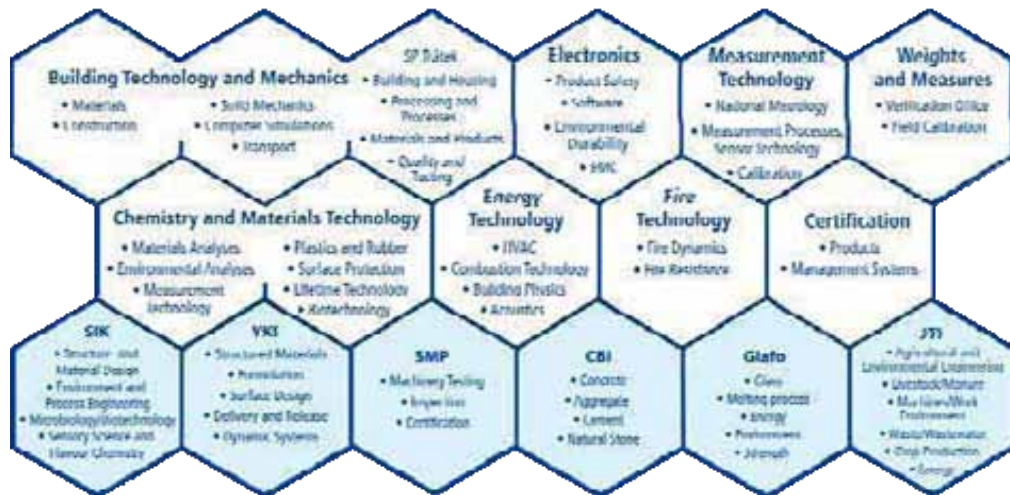 Building Technology and Mechanics
• Materials
• Construction
• Solid Mechanics
• Computer Simulations
• Transport
SP Trätek
• Building and Housing
• Processing and
Processes
• Materials and Products
• Quality and
Testing
Electronics
• Product Safety
• Software
• Environmental
Durability
• EMC
Measurement
Technology
• National Metrology
• Measurement Processes,
Sensor Technology
• Calibration
Weights
and Measures
• Verification Office
• Field Calibration
Chemistry and Materials Technology
• Materials Analyses
• Environmental Analyses
• Measurement
Technology
• Plastics and Rubber
• Surface Protection
• Lifetime Technology
• Biotechnology
Energy
Technology
• HVAC
• Combustion Technology
• Building Physics
• Acoustics
Fire
Technology
• Fire Dynamics
• Fire Resistance
Certification
• Products
• Management Systems
SIK
• Structure and
Material Design
• Environment and
Process Engineering
• Microbiology/Biotechnology
• Sensory Science and
Flavour Chemistry
YKI
• Structured Materials
• Formulation
• Surface Design
• Delivery and Release
• Dynamic Systems
SMP
• Machinery Testing
• Inspection
• Certification
CBI
• Concrete
• Aggregate
• Cement
• Natural Stone
Glafo
• Glass
• Melting process
• Energy
• Environment
• Strength
JTI
• Agricultural and
Environmental Engineering
• Livestock/Manure
• Machines/Work
Environment
• Waste/Wastewater
• Crop Production
• Energy